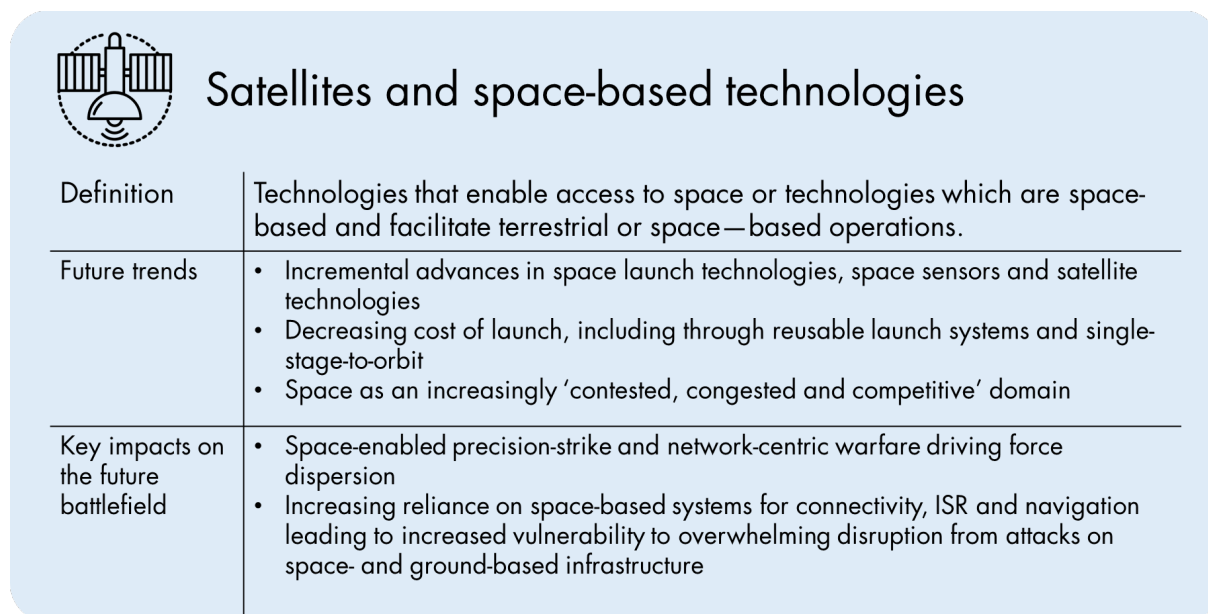 Satellites and space-based technologies
Definition
Technologies that enable access to space or technologies which are space-
based and facilitate terrestrial or space—based operations.
Future trends
• Incremental advances in space launch technologies, space sensors and satellite
technologies
• Decreasing cost of launch, including through reusable launch systems and single-
stage-to-orbit
• Space as an increasingly ‘contested, congested and competitive’ domain
Key impacts on
the future
battlefield
• Space-enabled precision-strike and network-centric warfare driving force
dispersion
• Increasing reliance on space-based systems for connectivity, ISR and navigation
leading to increased vulnerability to overwhelming disruption from attacks on
space- and ground-based infrastructure